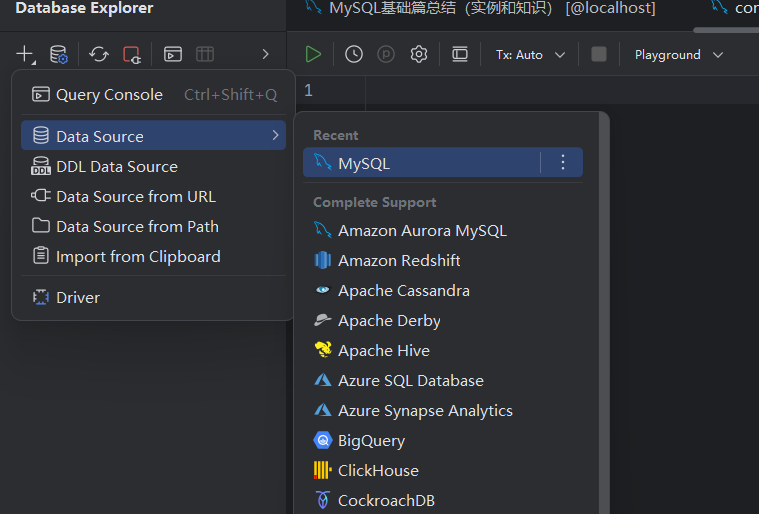 Database Explorer
MySQL基础篇总结（实例和知识） [@localhost]
con
Tx: Auto
Playground
1
Query Console Ctrl+Shift+Q
Data Source
DDL Data Source
Data Source from URL
Data Source from Path
Import from Clipboard
Driver
Recent
MySQL
Complete Support
Amazon Aurora MySQL
Amazon Redshift
Apache Cassandra
Apache Derby
Apache Hive
Azure SQL Database
Azure Synapse Analytics
BigQuery
ClickHouse
CockroachDB